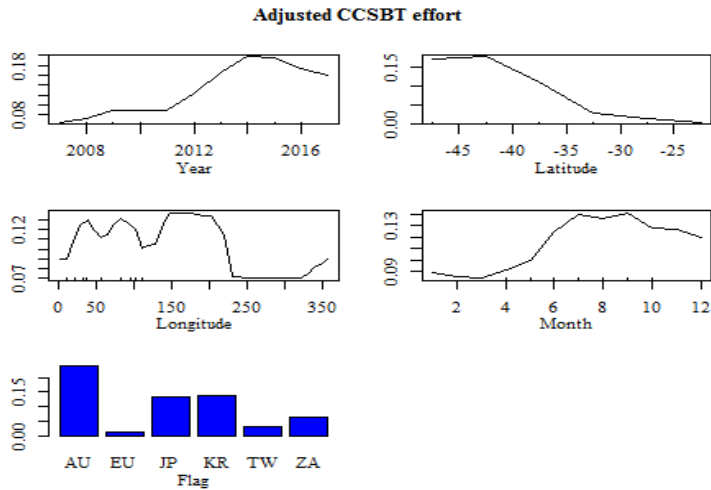 Adjusted CCSBT effort
0.18
0.08
2008 2012 2016
Year
0.15
0.00
-45 -40 -35 -30 -25
Latitude
0.12
0.07
0 50 150 250 350
Longitude
0.13
0.09
2 4 6 8 10 12
Month
0.15
0.00
AU EU JP KR TW ZA
Flag